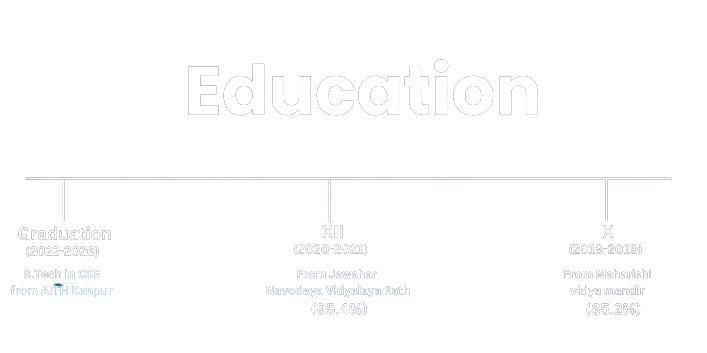 Education
Graduation
(2022-2026)
B.Tech in CSE
from AITH Kanpur
XII
(2020-2021)
From Jawahar
Navodaya Vidyalaya Rath
(95.4%)
X
(2018-2019)
From Maharishi
vidya mandir
(85.2%)